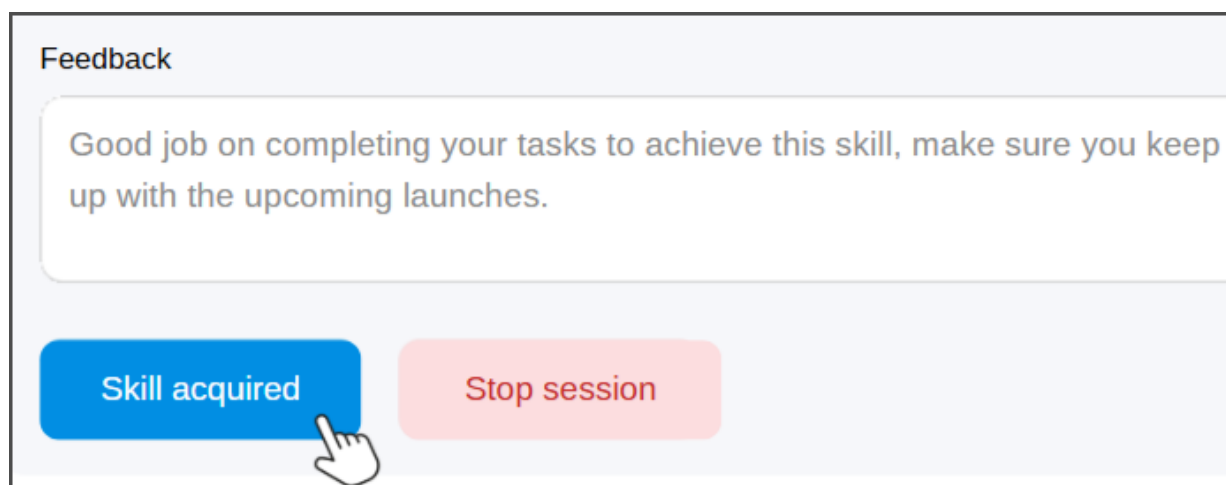 Feedback
Good job on completing your tasks to achieve this skill, make sure you keep
up with the upcoming launches.
Skill acquired
Stop session